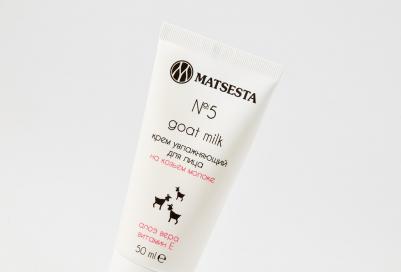 MATSESTA
№5
goat milk
крем увлажняющий
для лица
на козьем молоке
алоэ вера
витамин Е
50 ml ℮